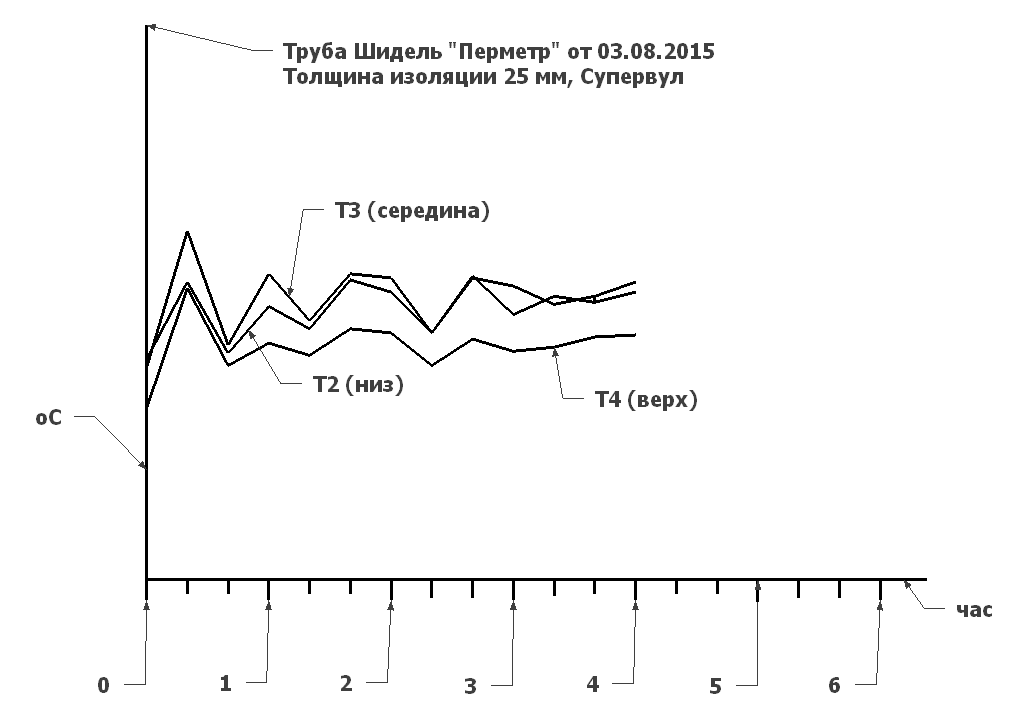 Труба Шидель "Перметр" от 03.08.2015
Толщина изоляции 25 мм, Супервул
Т3 (середина)
Т2 (низ)
Т4 (верх)
оС
час
0
1
2
3
4
5
6